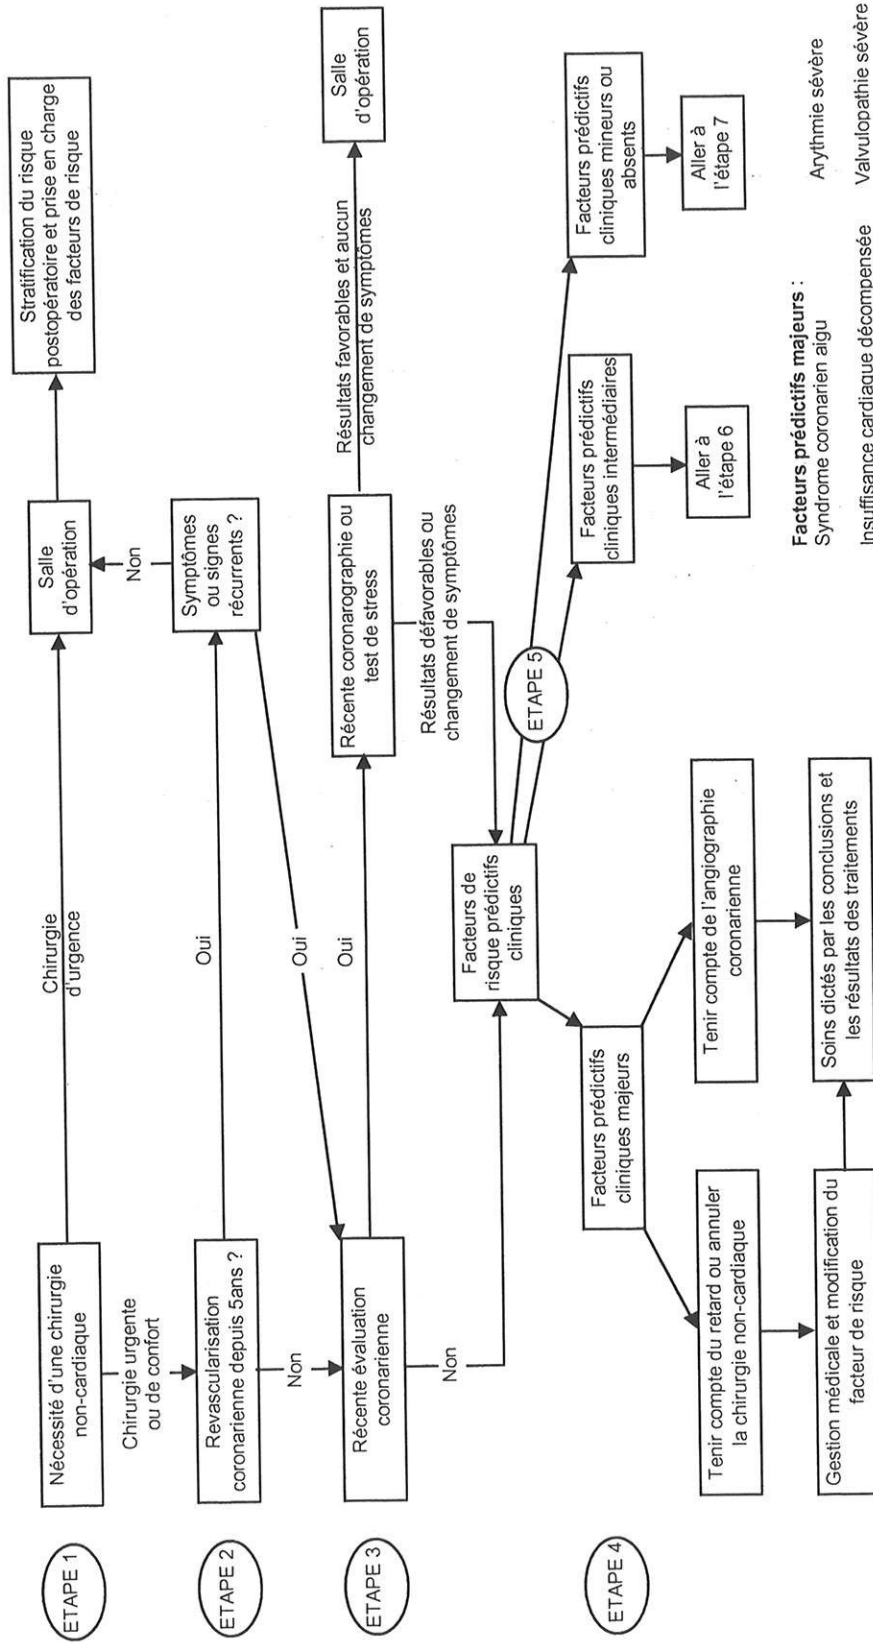 ETAPE 1
Nécessité d'une chirurgie
non-cardiaque
Chirurgie
d'urgence
Salle
d'opération
Stratification du risque
postopératoire et prise en charge
des facteurs de risque
Chirurgie urgente
ou de confort
Non
ETAPE 2
Revascularisation
coronarienne depuis 5ans ?
Oui
Symptômes
ou signes
récurrents ?
Non
Oui
ETAPE 3
Récente évaluation
coronarienne
Oui
Récente coronarographie ou
test de stress
Résultats favorables et aucun
changement de symptômes
Salle
d'opération
Non
Résultats défavorables ou
changement de symptômes
Facteurs de
risque prédictifs
cliniques
ETAPE 5
ETAPE 4
Facteurs prédictifs
cliniques majeurs
Facteurs prédictifs
cliniques intermédiaires
Facteurs prédictifs
cliniques mineurs ou
absents
Tenir compte du retard ou annuler
la chirurgie non-cardiaque
Tenir compte de l'angiographie
coronarienne
Aller à
l'étape 6
Aller à
l'étape 7
Gestion médicale et modification du
facteur de risque
Soins dictés par les conclusions et
les résultats des traitements
Facteurs prédictifs majeurs :
Syndrome coronarien aigu
Arythmie sévère
Insuffisance cardiaque décompensée
Valvulopathie sévère